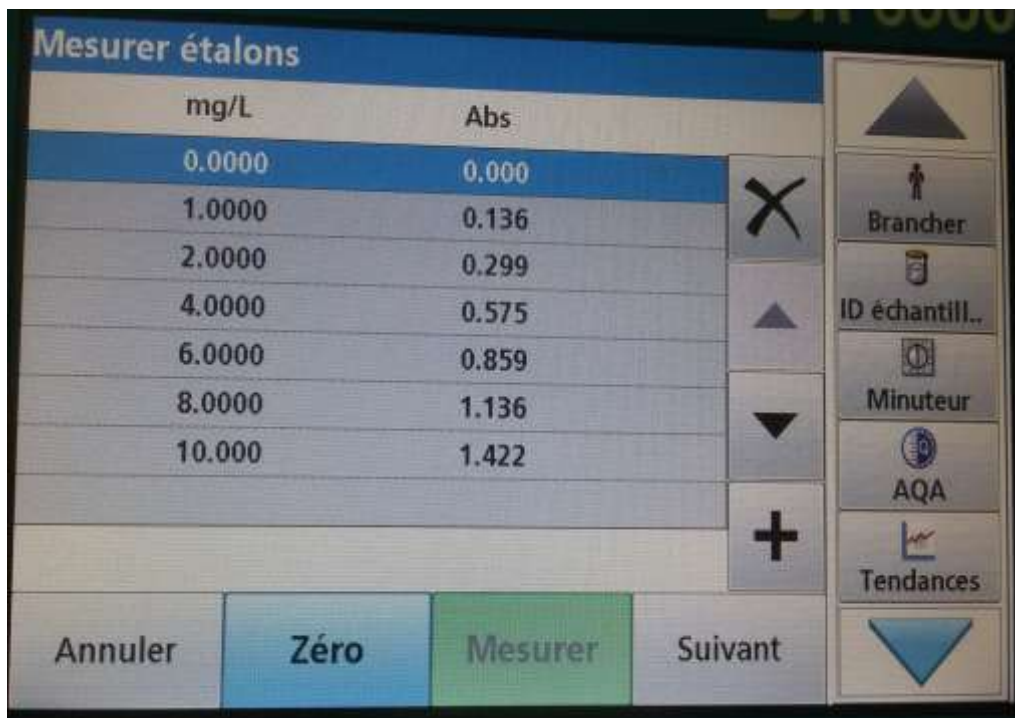 Mesurer étalons
mg/L Abs
0.0000 0.000
1.0000 0.136
2.0000 0.299
4.0000 0.575
6.0000 0.859
8.0000 1.136
10.000 1.422
Annuler Zéro Mesurer Suivant
Brancher
ID échantill..
Minuteur
AQA
Tendances